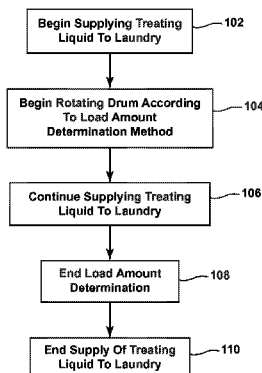 Begin Supplying Treating
Liquid To Laundry
102
Begin Rotating Drum According
To Load Amount
Determination Method
104
Continue Supplying Treating
Liquid To Laundry
106
End Load Amount
Determination
108
End Supply Of Treating
Liquid To Laundry
110